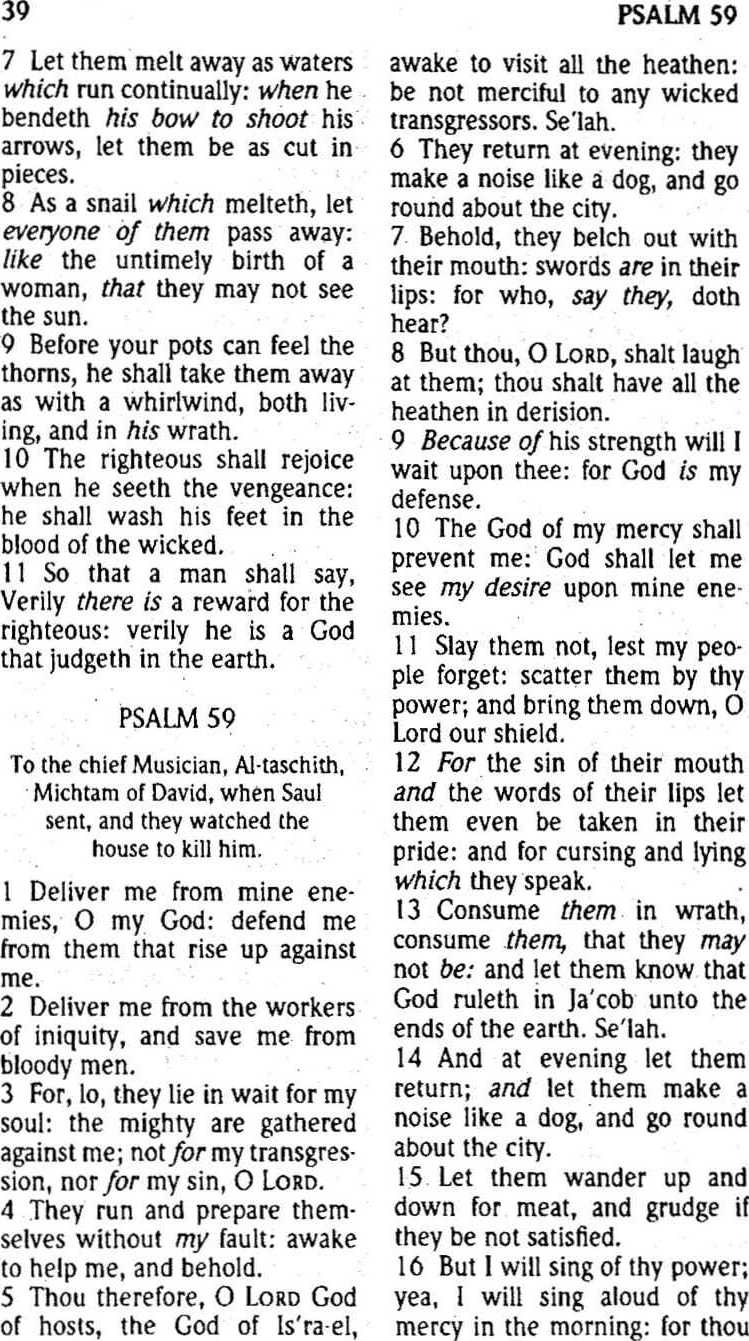 39
PSALM 59
7 Let them melt away as waters
which run continually: when he
bendeth his bow to shoot his
arrows, let them be as cut in
pieces.
8 As a snail which melteth, let
everyone of them pass away:
like the untimely birth of a
woman, that they may not see
the sun.
9 Before your pots can feel the
thorns, he shall take them away
as with a whirlwind, both liv-
ing, and in his wrath.
10 The righteous shall rejoice
when he seeth the vengeance:
he shall wash his feet in the
blood of the wicked.
11 So that a man shall say,
Verily there is a reward for the
righteous: verily he is a God
that judgeth in the earth.
PSALM 59
To the chief Musician, Al-taschith,
Michtam of David, when Saul
sent, and they watched the
house to kill him.
1 Deliver me from mine ene-
mies, O my God: defend me
from them that rise up against
me.
2 Deliver me from the workers
of iniquity, and save me from
bloody men.
3 For, lo, they lie in wait for my
soul: the mighty are gathered
against me; not for my transgres-
sion, nor for my sin, O LORD.
4 They run and prepare them-
selves without my fault: awake
to help me, and behold.
5 Thou therefore, O LORD God
of hosts, the God of Is'ra-el,
awake to visit all the heathen:
be not merciful to any wicked
transgressors. Se'lah.
6 They return at evening: they
make a noise like a dog, and go
round about the city.
7 Behold, they belch out with
their mouth: swords are in their
lips: for who, say they, doth
hear?
8 But thou, O LORD, shalt laugh
at them; thou shalt have all the
heathen in derision.
9 Because of his strength will I
wait upon thee: for God is my
defense.
10 The God of my mercy shall
prevent me: God shall let me
see my desire upon mine ene-
mies.
11 Slay them not, lest my peo-
ple forget: scatter them by thy
power; and bring them down, O
Lord our shield.
12 For the sin of their mouth
and the words of their lips let
them even be taken in their
pride: and for cursing and lying
which they speak.
13 Consume them in wrath,
consume them, that they may
not be: and let them know that
God ruleth in Ja'cob unto the
ends of the earth. Se'lah.
14 And at evening let them
return; and let them make a
noise like a dog, and go round
about the city.
15 Let them wander up and
down for meat, and grudge if
they be not satisfied.
16 But I will sing of thy power;
yea, I will sing aloud of thy
mercy in the morning: for thou